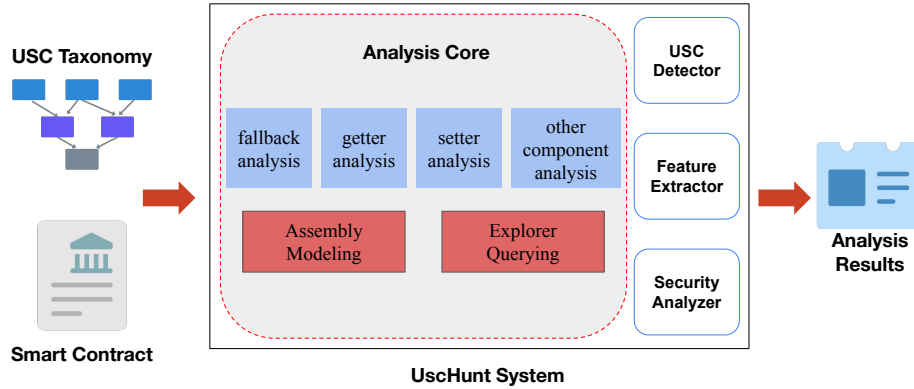 USC Taxonomy
Smart Contract
Analysis Core
fallback
analysis
getter
analysis
setter
analysis
other
component
analysis
Assembly
Modeling
Explorer
Querying
USC
Detector
Feature
Extractor
Security
Analyzer
UscHunt System
Analysis
Results